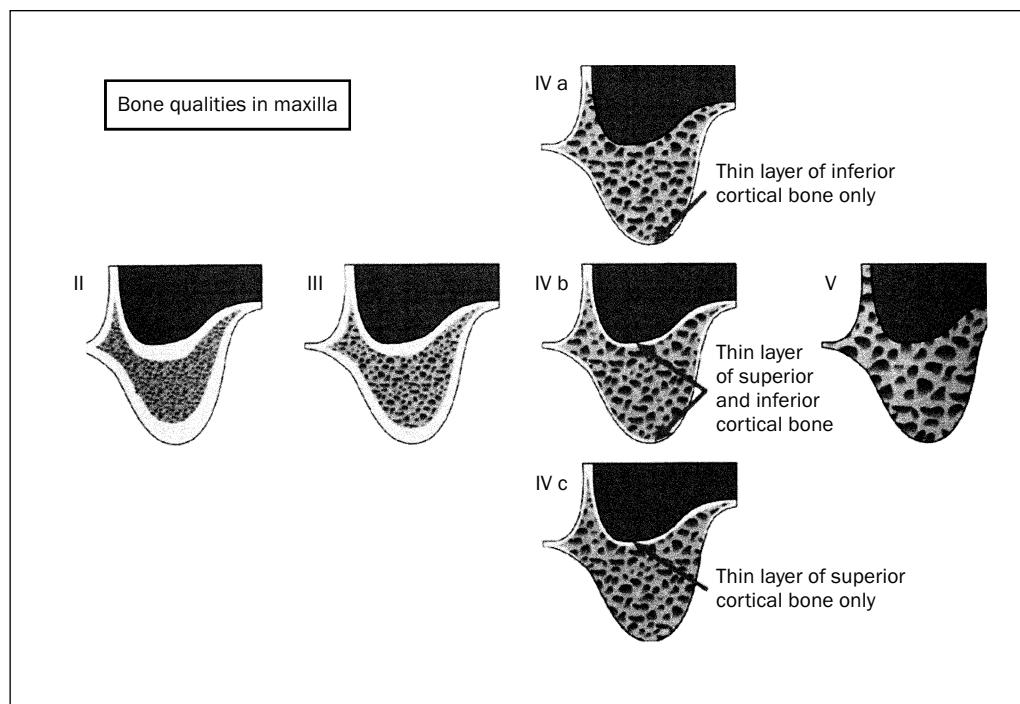 Bone qualities in maxilla
IV a
Thin layer of inferior
cortical bone only
II
III
IV b
Thin layer
of superior
and inferior
cortical bone
V
IV c
Thin layer of superior
cortical bone only